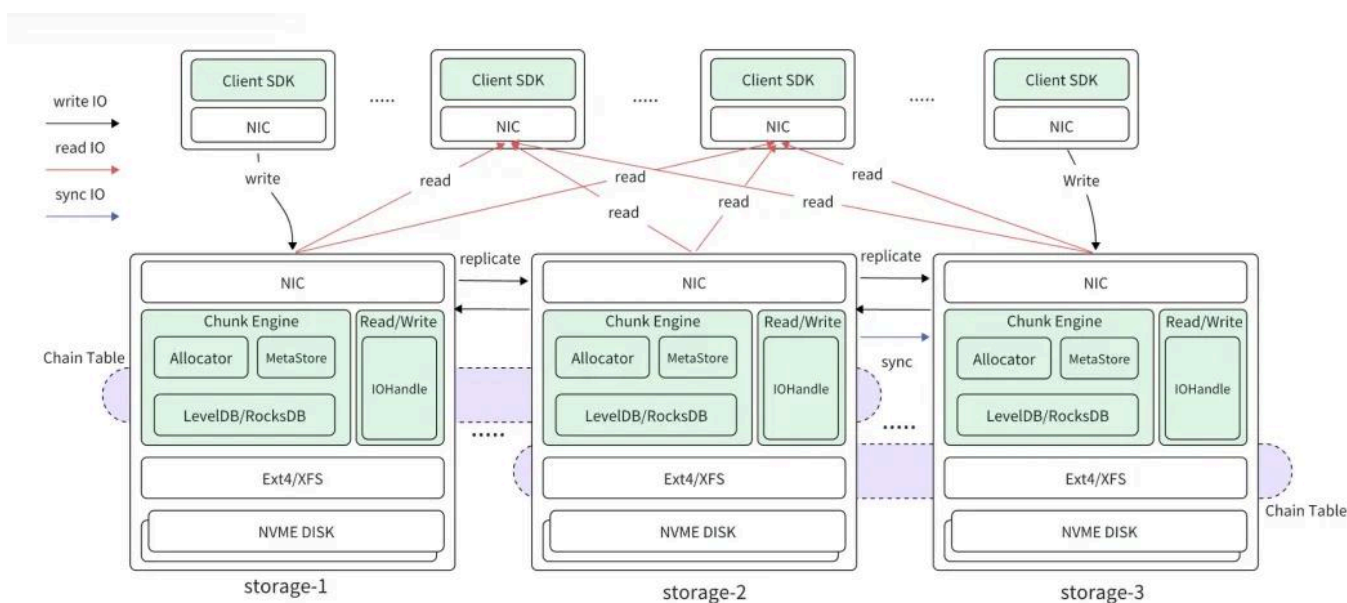 Client SDK
NIC
.....
Client SDK
NIC
.....
Client SDK
NIC
.....
Client SDK
NIC
write IO
read IO
sync IO
write
read
read
read
read
read
Write
NIC
Chunk Engine
Allocator
MetaStore
LevelDB/RocksDB
Read/Write
IOHandle
Ext4/XFS
NVME DISK
storage-1
Chain Table
replicate
.....
NIC
Chunk Engine
Allocator
MetaStore
LevelDB/RocksDB
Read/Write
IOHandle
Ext4/XFS
NVME DISK
storage-2
replicate
sync
.....
NIC
Chunk Engine
Allocator
MetaStore
LevelDB/RocksDB
Read/Write
IOHandle
Ext4/XFS
NVME DISK
storage-3
Chain Table